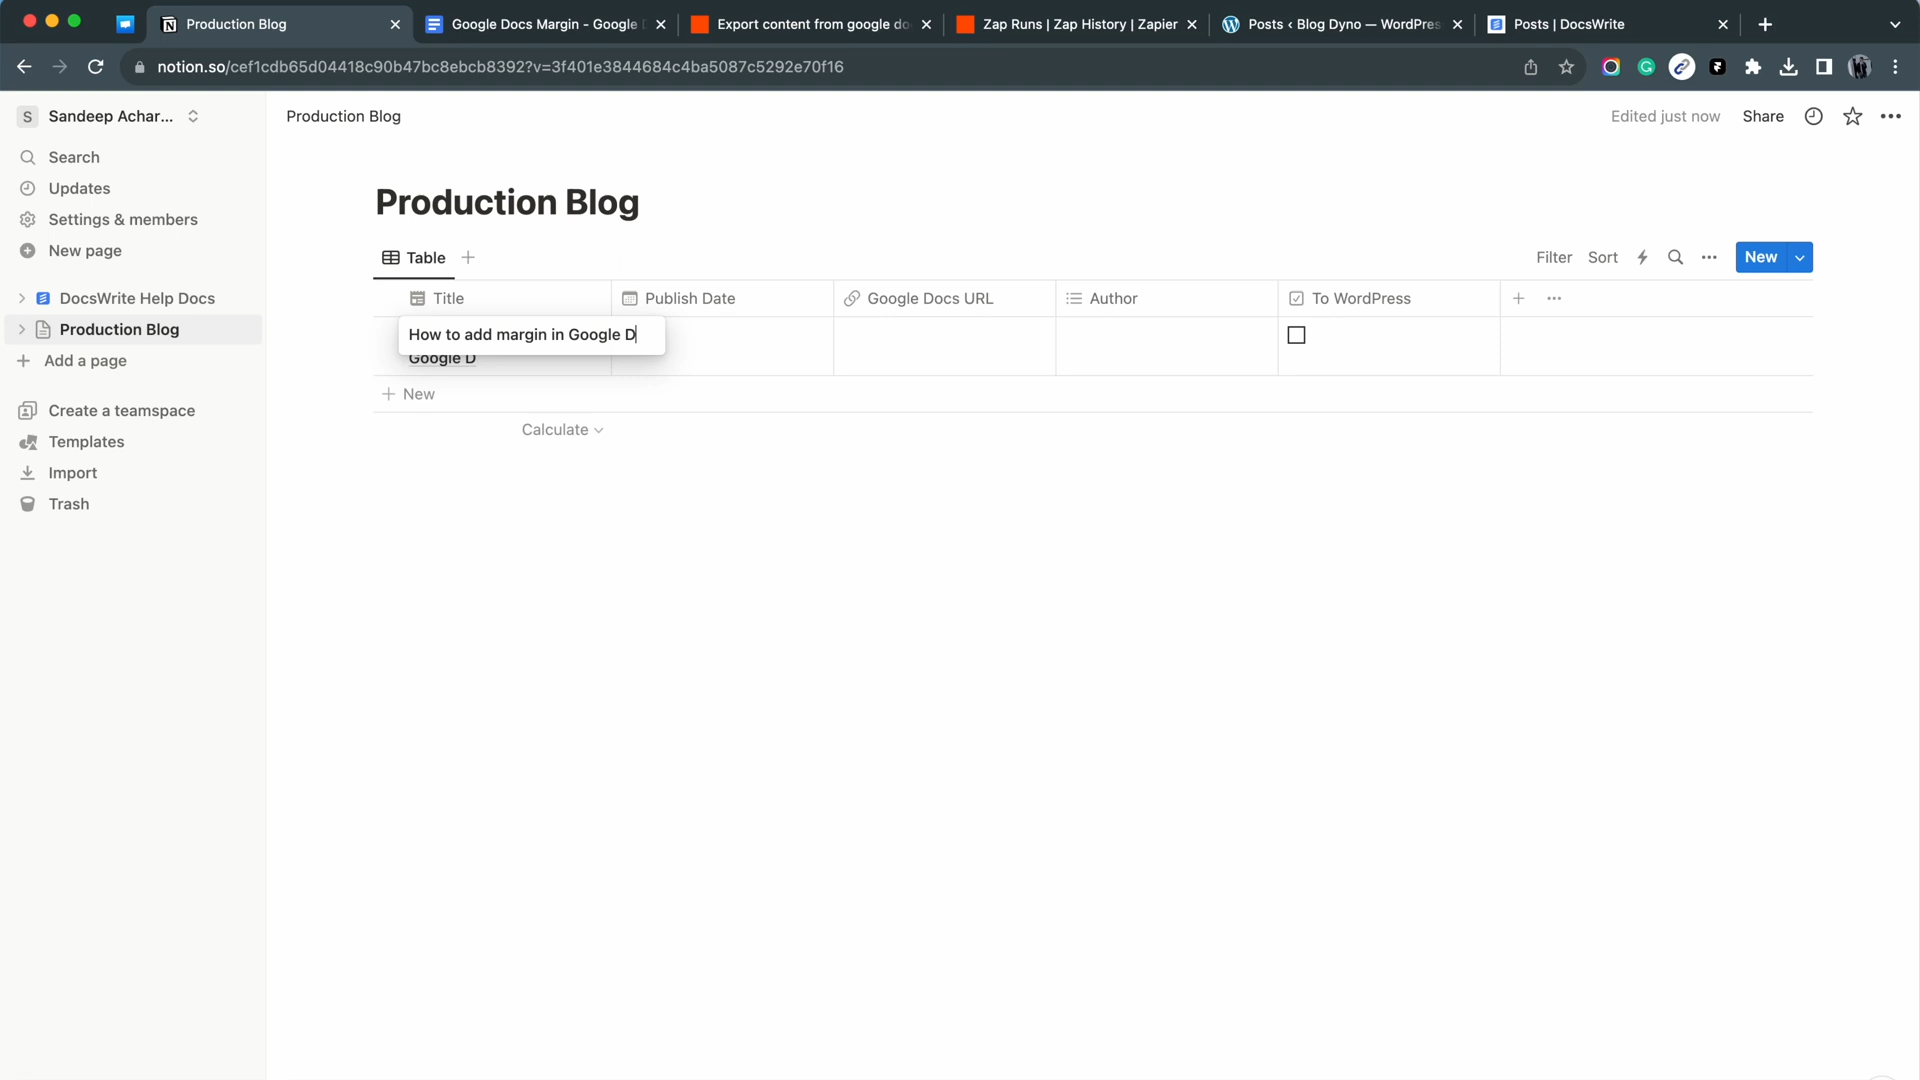 Production Blog
Google Docs Margin - Google
Export content from google do
Zap Runs | Zap History | Zapier
Posts ‹ Blog Dyno — WordPres
Posts | DocsWrite
notion.so/cef1cdb65d04418c90b47bc8ebcb8392?v=3f401e3844684c4ba5087c5292e70f16
S Sandeep Achar...
Production Blog
Edited just now
Share
Search
Updates
Settings & members
New page
DocsWrite Help Docs
Production Blog
Add a page
Create a teamspace
Templates
Import
Trash
Production Blog
Table
Filter
Sort
New
Title
Publish Date
Google Docs URL
Author
To WordPress
How to add margin in Google D
Google D
New
Calculate